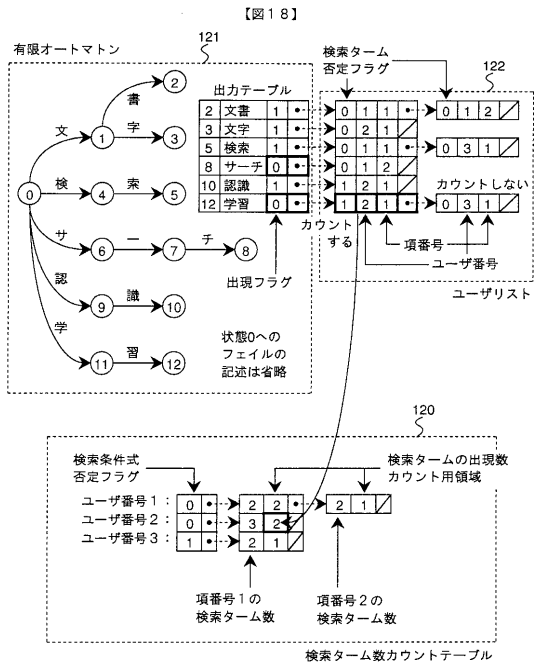 【図１８】
有限オートマトン
121
検索ターム
否定フラグ
122
出力テーブル
2 文書 1
3 文字 1
5 検索 1
8 サーチ 0
10 認識 1
12 学習 0
0 1 1
0 2 1
0 1 1
0 1 2
1 2 1
1 2 1
0 1 2
0 3 1
カウントしない
0 3 1
カウント
する
項番号
ユーザ番号
出現フラグ
ユーザリスト
0
文
1
書
2
字
3
検
4
索
5
サ
6
ー
7
チ
8
認
9
識
10
学
11
習
12
状態0への
フェイルの
記述は省略
120
検索条件式
否定フラグ
検索タームの出現数
カウント用領域
ユーザ番号１： 0 2 2 2 1
ユーザ番号２： 0 3 2
ユーザ番号３： 1 2 1
項番号１の
検索ターム数
項番号２の
検索ターム数
検索ターム数カウントテーブル